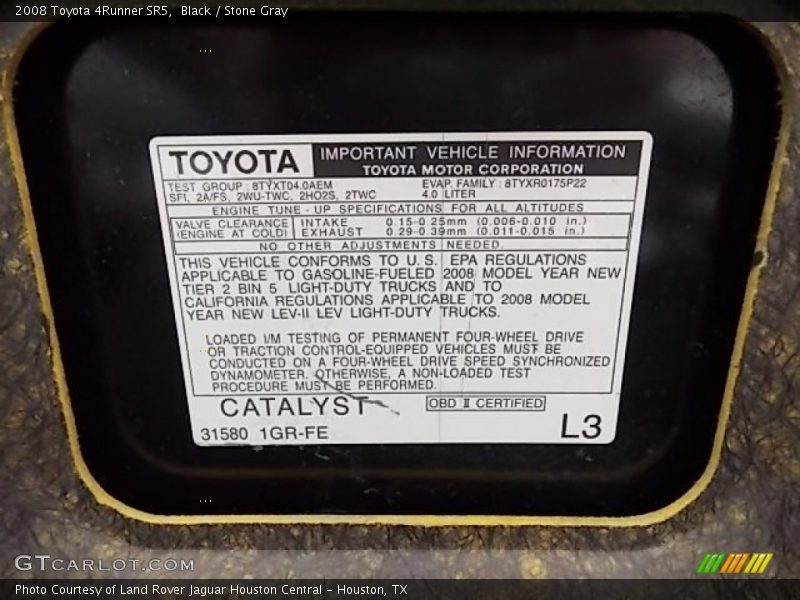 2008 Toyota 4Runner SR5,  Black / Stone Gray
TOYOTA
IMPORTANT VEHICLE INFORMATION
TOYOTA MOTOR CORPORATION
TEST GROUP : 8TYXT04.0AEM
EVAP. FAMILY : 8TYXR0175P22
SFI, 2A/FS, 2WU-TWC, 2HO2S, 2TWC
4.0 LITER
ENGINE TUNE - UP SPECIFICATIONS FOR ALL ALTITUDES
VALVE CLEARANCE
INTAKE 0.15-0.25mm (0.006-0.010 in.)
(ENGINE AT COLD)
EXHAUST 0.29-0.39mm (0.011-0.015 in.)
NO OTHER ADJUSTMENTS NEEDED.
THIS VEHICLE CONFORMS TO U.S. EPA REGULATIONS
APPLICABLE TO GASOLINE-FUELED 2008 MODEL YEAR NEW
TIER 2 BIN 5 LIGHT-DUTY TRUCKS AND TO
CALIFORNIA REGULATIONS APPLICABLE TO 2008 MODEL
YEAR NEW LEV-II LEV LIGHT-DUTY TRUCKS.
LOADED I/M TESTING OF PERMANENT FOUR-WHEEL DRIVE
OR TRACTION CONTROL-EQUIPPED VEHICLES MUST BE
CONDUCTED ON A FOUR-WHEEL DRIVE SPEED SYNCHRONIZED
DYNAMOMETER. OTHERWISE, A NON-LOADED TEST
PROCEDURE MUST BE PERFORMED.
CATALYST
OBD II CERTIFIED
31580 1GR-FE
L3
GTCARLOT.COM
Photo Courtesy of Land Rover Jaguar Houston Central - Houston, TX